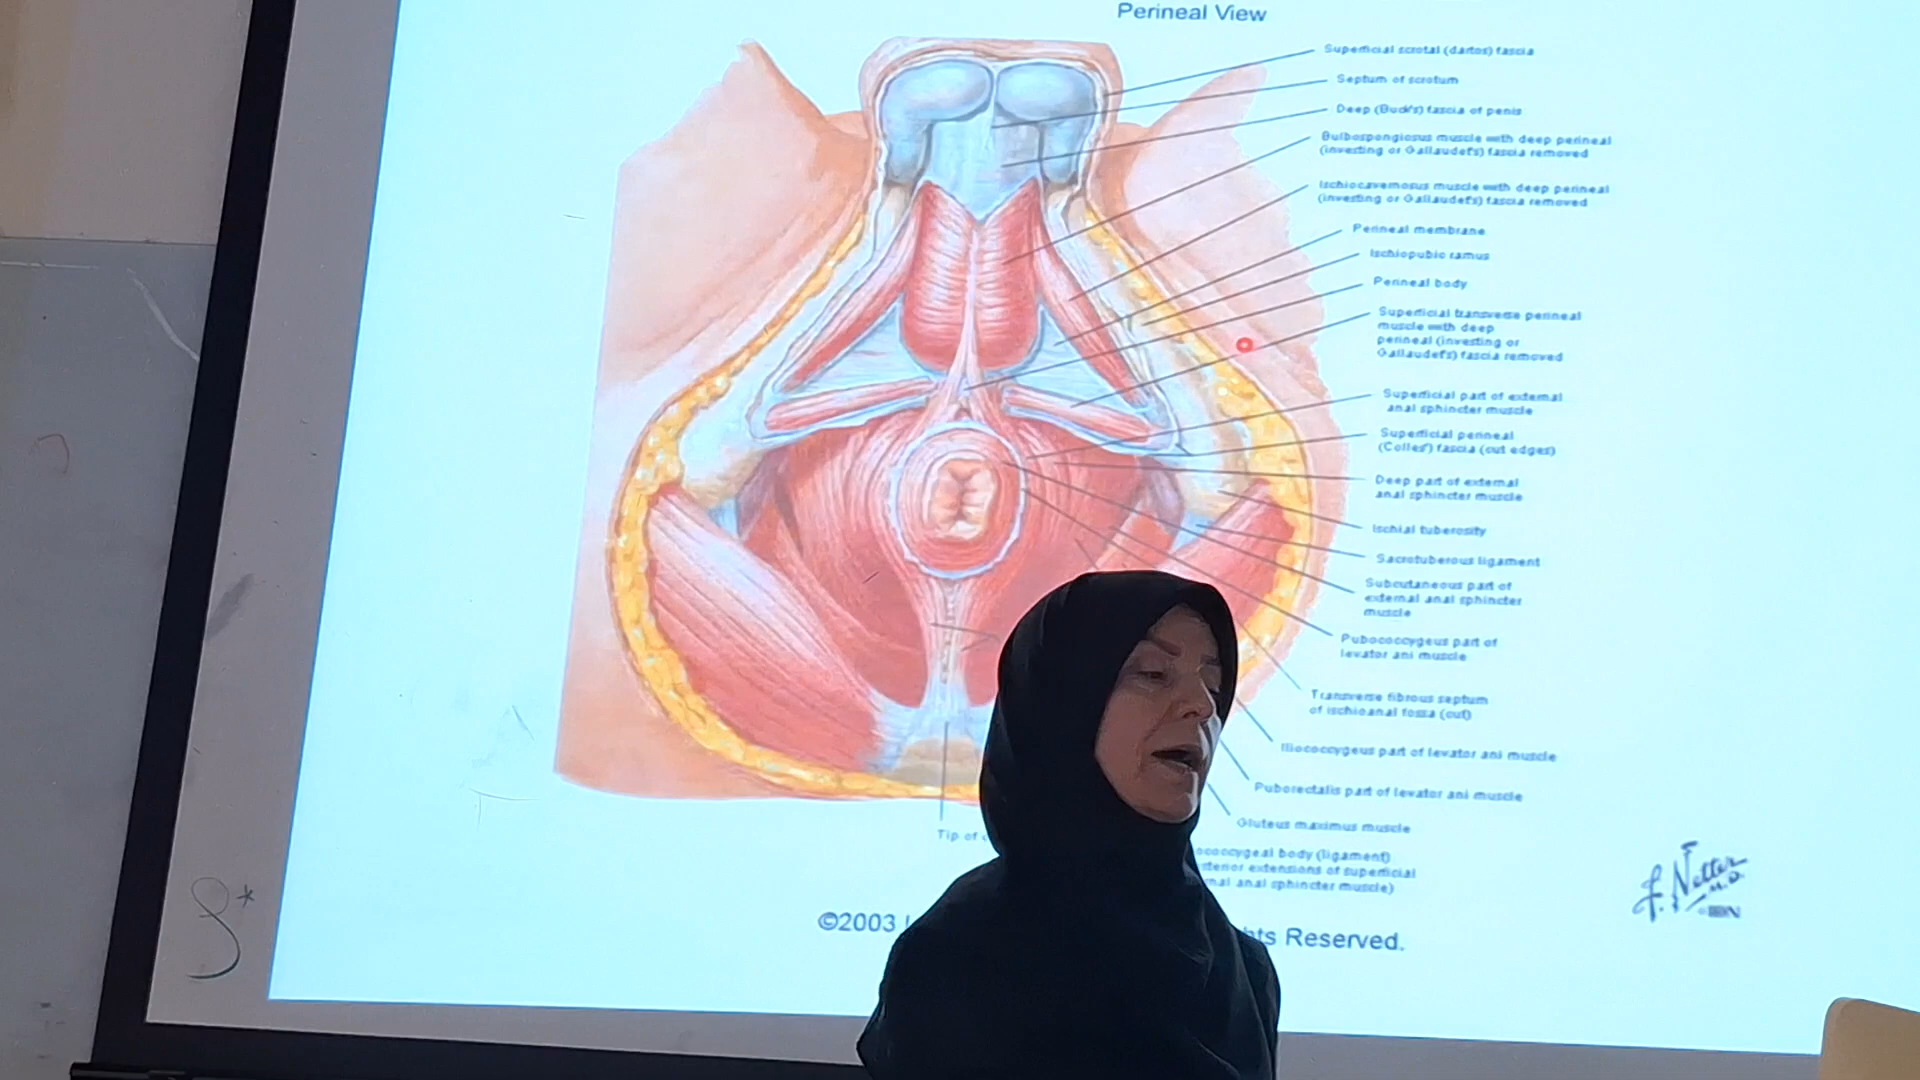 Perineal View
Superficial scrotal (dartos) fascia
Septum of scrotum
Deep (Buck's) fascia of penis
Bulbospongiosus muscle with deep perineal
(investing or Gallaudet's) fascia removed
Ischiocavernosus muscle with deep perineal
(investing or Gallaudet's) fascia removed
Perineal membrane
Ischiopubic ramus
Perineal body
Superficial transverse perineal
muscle with deep
perineal (investing or
Gallaudet's) fascia removed
Superficial part of external
anal sphincter muscle
Superficial perineal
(Colles') fascia (cut edges)
Deep part of external
anal sphincter muscle
Ischial tuberosity
Sacrotuberous ligament
Subcutaneous part of
external anal sphincter
muscle
Pubococcygeus part of
levator ani muscle
Transverse fibrous septum
of ischioanal fossa (cut)
Iliococcygeus part of levator ani muscle
Puborectalis part of levator ani muscle
Gluteus maximus muscle
Tip of
ococcygeal body (ligament)
sterior extensions of superficial
rnal anal sphincter muscle)
©2003
hts Reserved.
F. Netter
M.D.